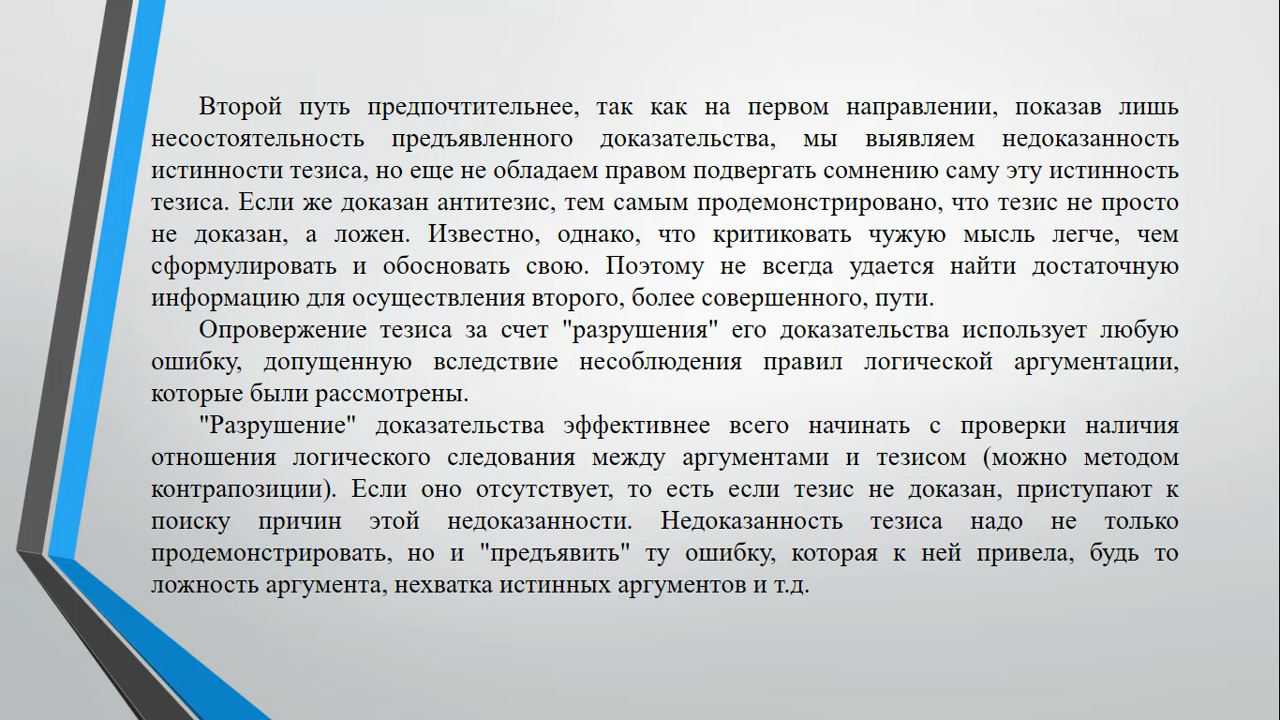 Второй путь предпочтительнее, так как на первом направлении, показав лишь
несостоятельность предъявленного доказательства, мы выявляем недоказанность
истинности тезиса, но еще не обладаем правом подвергать сомнению саму эту истинность
тезиса. Если же доказан антитезис, тем самым продемонстрировано, что тезис не просто
не доказан, а ложен. Известно, однако, что критиковать чужую мысль легче, чем
сформулировать и обосновать свою. Поэтому не всегда удается найти достаточную
информацию для осуществления второго, более совершенного, пути.
Опровержение тезиса за счет "разрушения" его доказательства использует любую
ошибку, допущенную вследствие несоблюдения правил логической аргументации,
которые были рассмотрены.
"Разрушение" доказательства эффективнее всего начинать с проверки наличия
отношения логического следования между аргументами и тезисом (можно методом
контрапозиции). Если оно отсутствует, то есть если тезис не доказан, приступают к
поиску причин этой недоказанности. Недоказанность тезиса надо не только
продемонстрировать, но и "предъявить" ту ошибку, которая к ней привела, будь то
ложность аргумента, нехватка истинных аргументов и т.д.